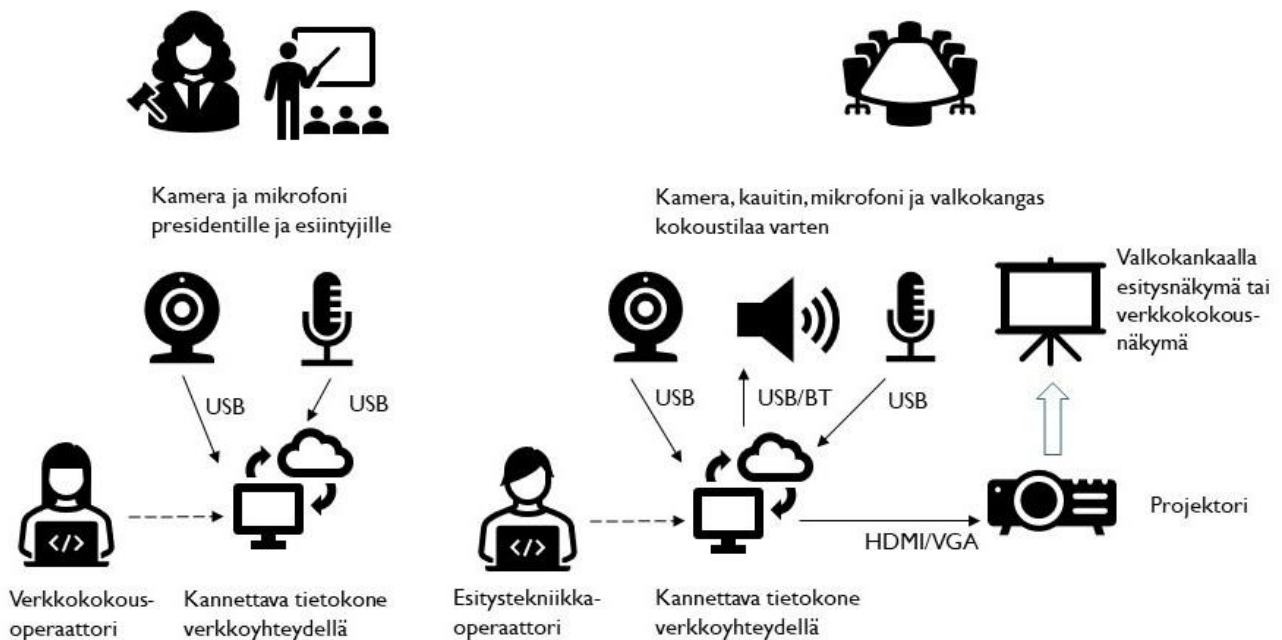 Kamera ja mikrofoni
presidentille ja esiintyjille
Kamera, kauitin, mikrofoni ja valkokangas
kokoustilaa varten
Valkokankaalla
esitysnäkymä tai
verkkokokous-
näkymä
USB
USB
USB
USB/BT
USB
</>
</>
HDMI/VGA
Projektori
Verkkokokous-
operaattori
Kannettava tietokone
verkkoyhteydellä
Esitystekniikka-
operaattori
Kannettava tietokone
verkkoyhteydellä